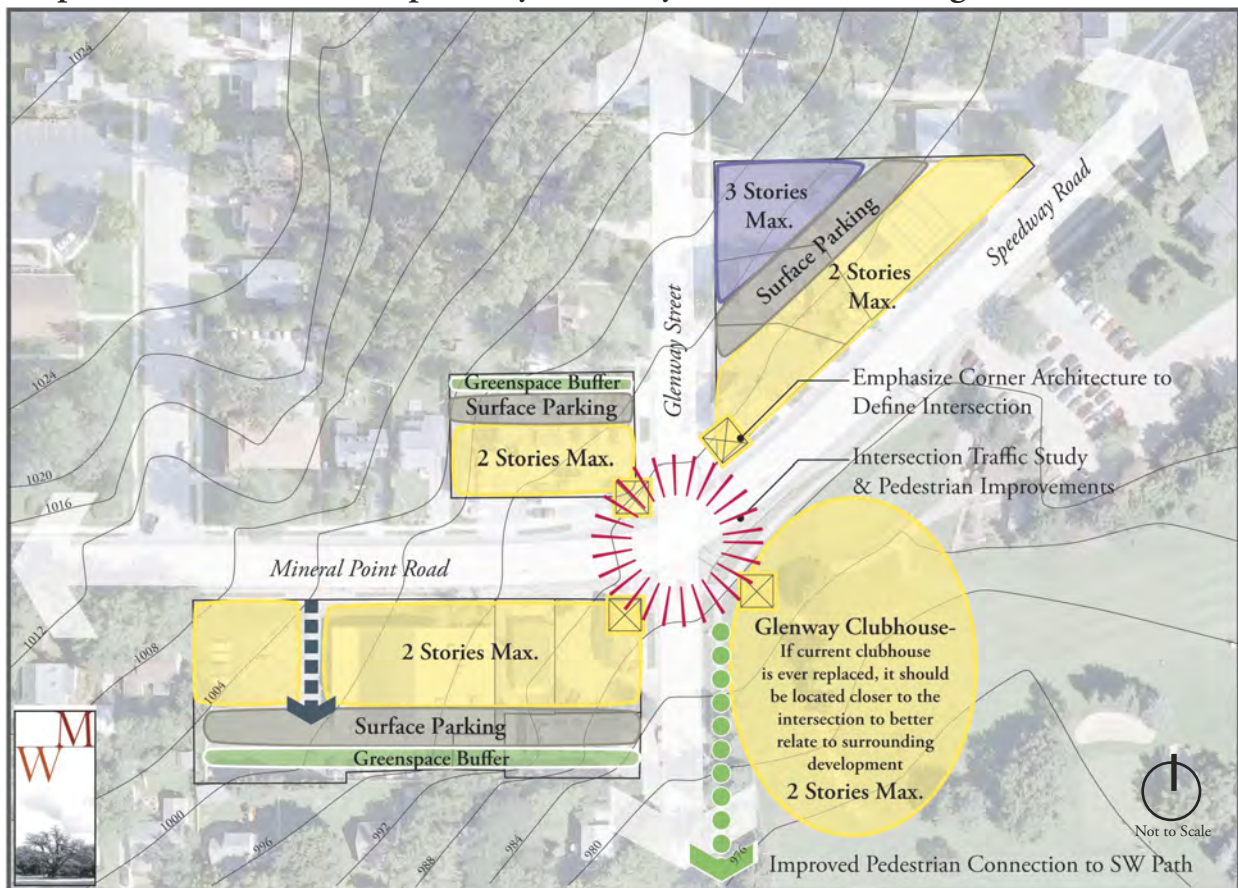 1024
3 Stories
Max.
Surface Parking
2 Stories
Max.
Speedway Road
Glenway Street
1024
Greenspace Buffer
Surface Parking
2 Stories Max.
Emphasize Corner Architecture to
Define Intersection
Intersection Traffic Study
& Pedestrian Improvements
1020
1016
Mineral Point Road
1012
1008
1004
2 Stories Max.
Surface Parking
Greenspace Buffer
Glenway Clubhouse-
If current clubhouse
is ever replaced, it should
be located closer to the
intersection to better
relate to surrounding
development
2 Stories Max.
M
W
1000
996
992
988
984
980
976
Not to Scale
Improved Pedestrian Connection to SW Path